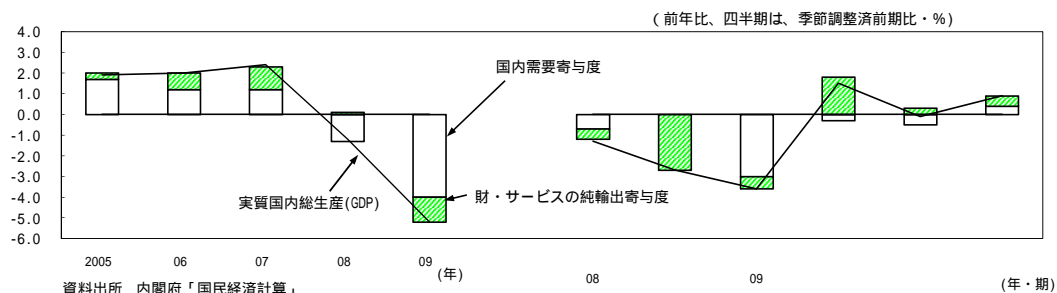 (前年比、四半期は、季節調整済前期比・%)
4.0
3.0
2.0
1.0
0.0
-1.0
-2.0
-3.0
-4.0
-5.0
-6.0
国内需要寄与度
実質国内総生産(GDP)
財・サービスの純輸出寄与度
2005 06 07 08 09 (年)
08 09 (年・期)
資料出所 内閣府「国民経済計算」